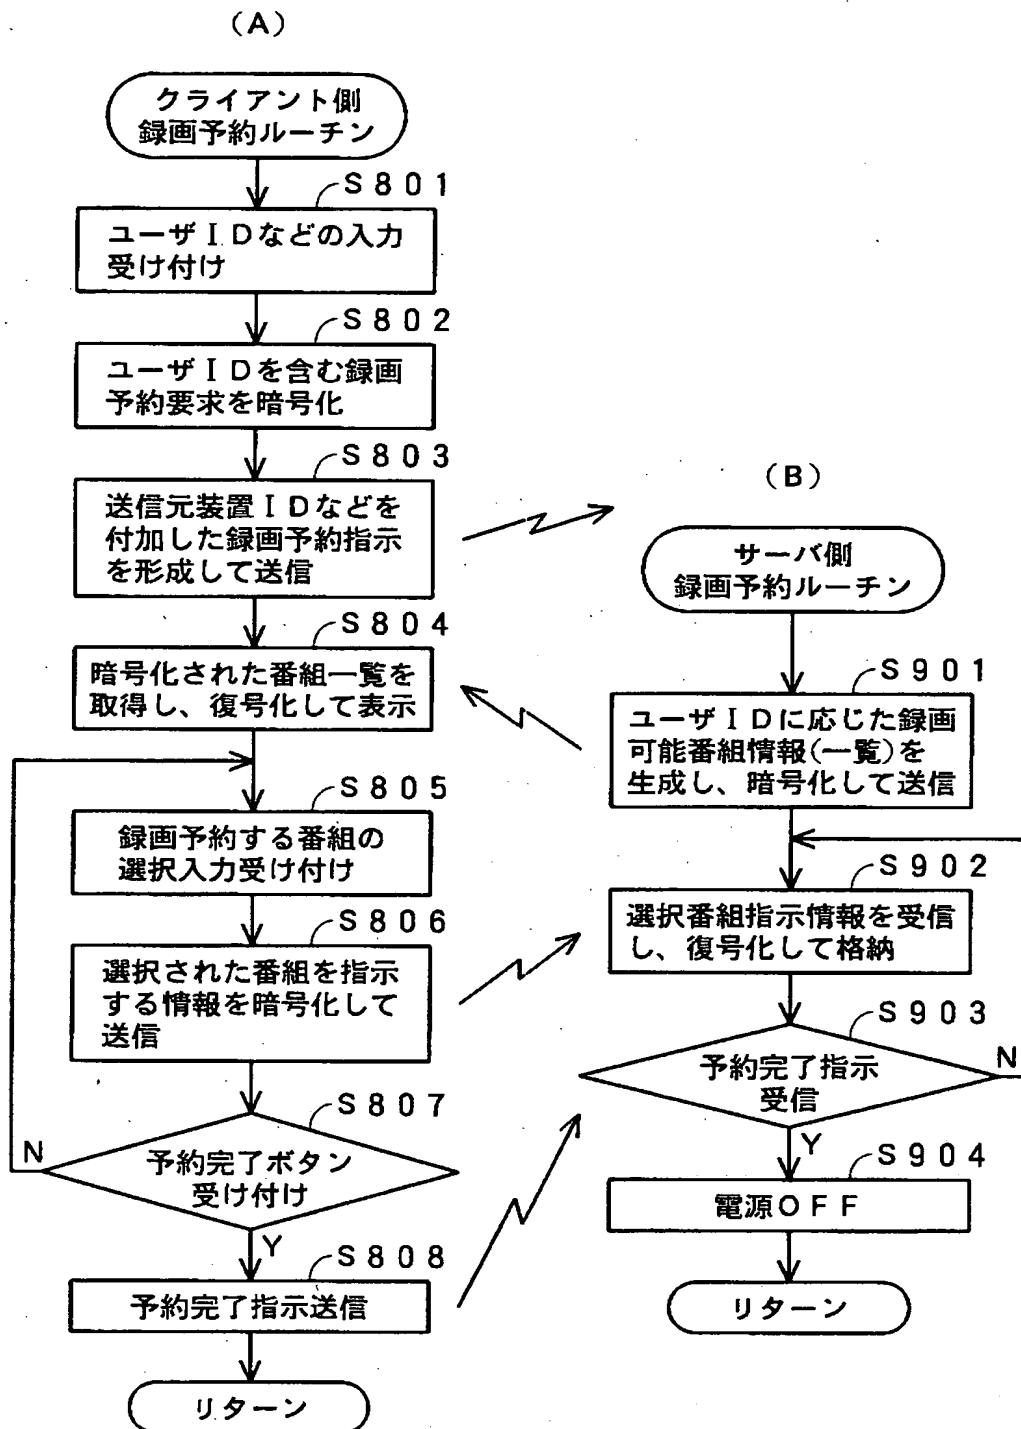 (A)
クライアント側
録画予約ルーチン
S801
ユーザIDなどの入力
受け付け
S802
ユーザIDを含む録画
予約要求を暗号化
S803
送信元装置IDなどを
付加した録画予約指示
を形成して送信
S804
暗号化された番組一覧を
取得し、復号化して表示
S805
録画予約する番組の
選択入力受け付け
S806
選択された番組を指示
する情報を暗号化して
送信
S807
予約完了ボタン
受け付け
N
Y
S808
予約完了指示送信
リターン
(B)
サーバ側
録画予約ルーチン
S901
ユーザIDに応じた録画
可能番組情報(一覧)を
生成し、暗号化して送信
S902
選択番組指示情報を受信
し、復号化して格納
S903
予約完了指示
受信
N
Y
S904
電源OFF
リターン